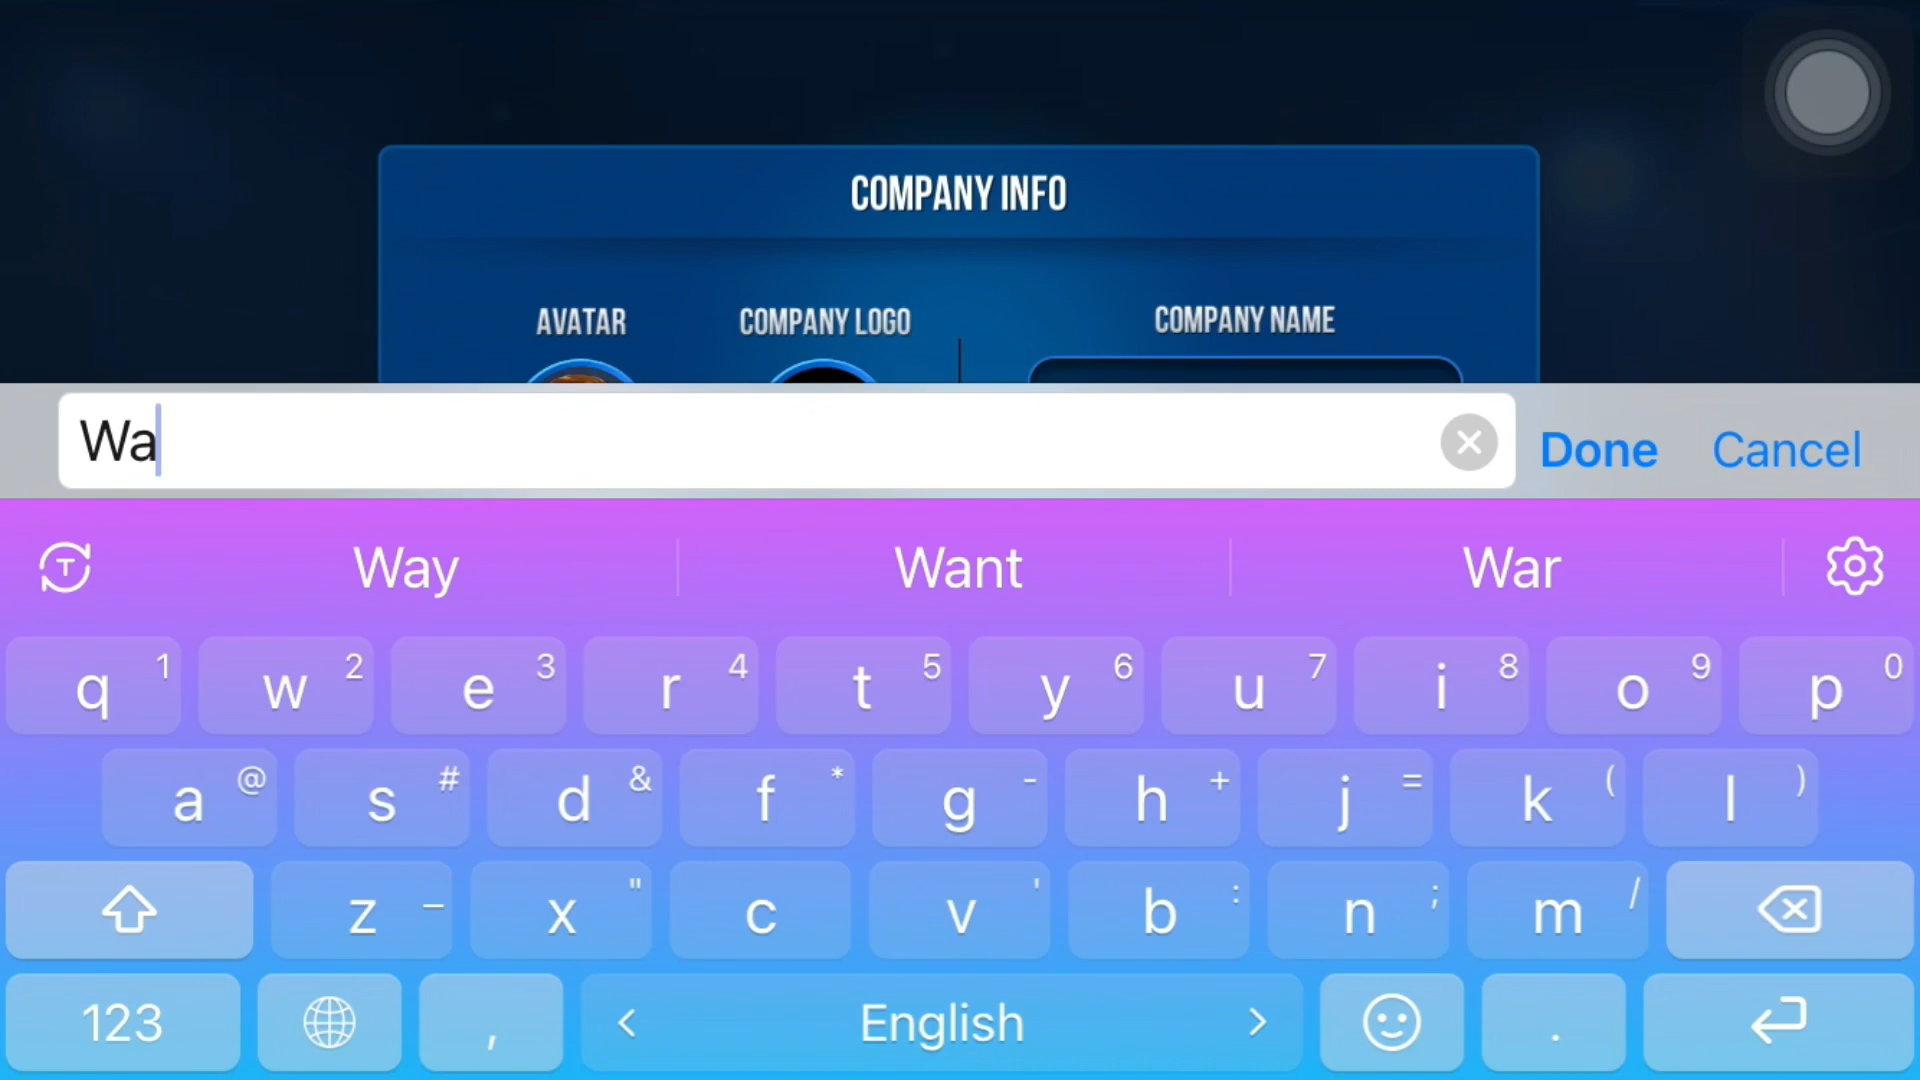 COMPANY INFO
AVATAR COMPANY LOGO COMPANY NAME
Wa Done Cancel
T Way Want War
q 1 w 2 e 3 r 4 t 5 y 6 u 7 i 8 o 9 p 0
a @ s # d & f * g - h + j = k ( l )
z _ x " c v ' b : n ; m /
123 , < English > .